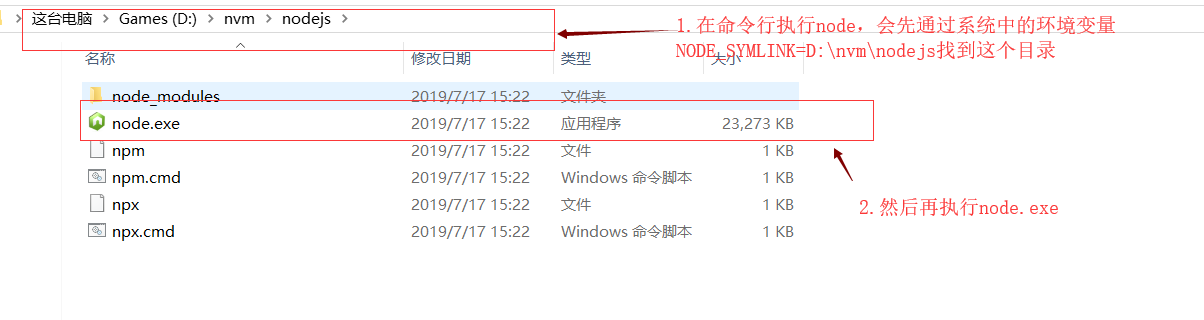 这台电脑 > Games (D:) > nvm > nodejs >
1.在命令行执行node，会先通过系统中的环境变量
NODE_SYMLINK=D:\nvm\nodejs找到这个目录
名称 修改日期 类型 大小
node_modules 2019/7/17 15:22 文件夹
node.exe 2019/7/17 15:22 应用程序 23,273 KB
npm 2019/7/17 15:22 文件 1 KB
npm.cmd 2019/7/17 15:22 Windows 命令脚本 1 KB
npx 2019/7/17 15:22 文件 1 KB
npx.cmd 2019/7/17 15:22 Windows 命令脚本 1 KB
2.然后再执行node.exe